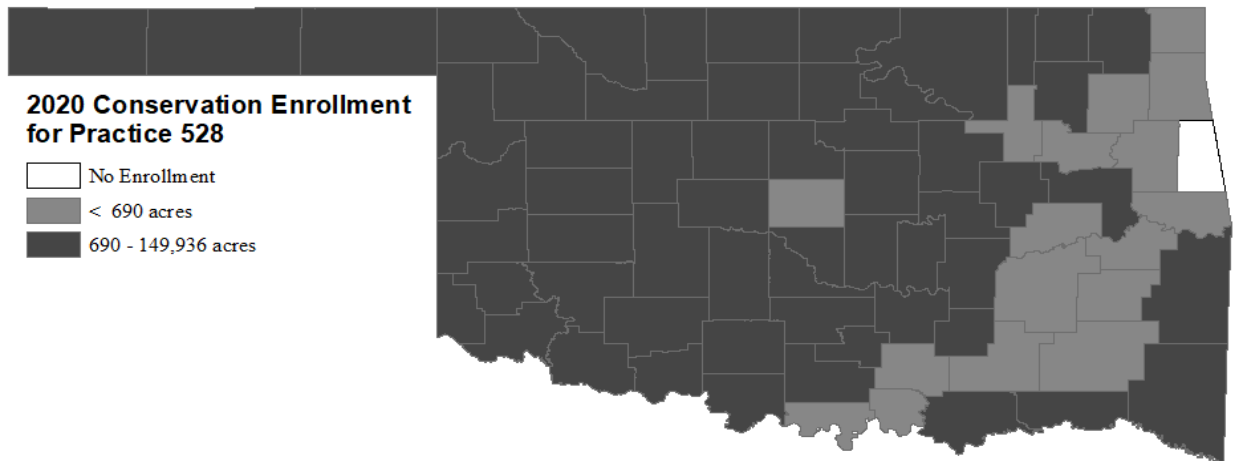 2020 Conservation Enrollment
for Practice 528
No Enrollment
< 690 acres
690 - 149,936 acres